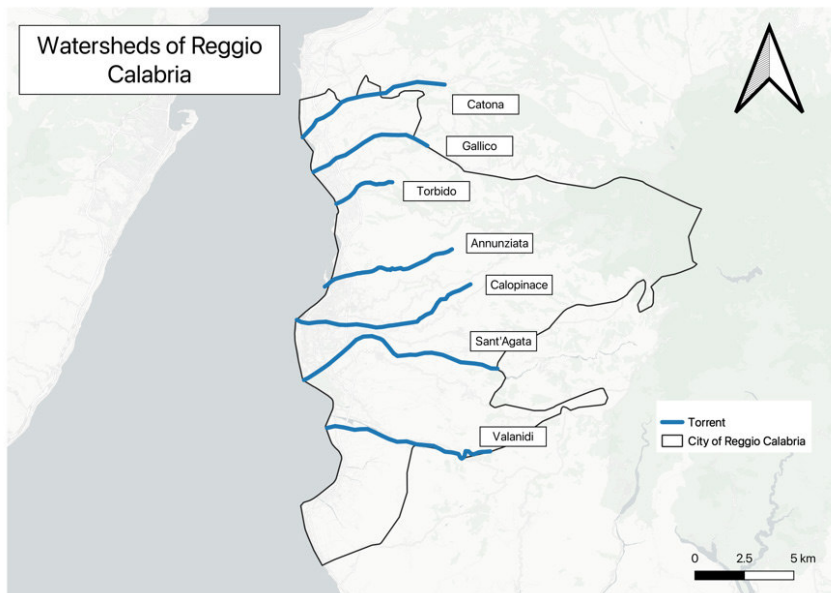 Watersheds of Reggio
Calabria
Catona
Gallico
Torbido
Annunziata
Calopinace
Sant'Agata
Valanidi
Torrent
City of Reggio Calabria
0 2.5 5 km